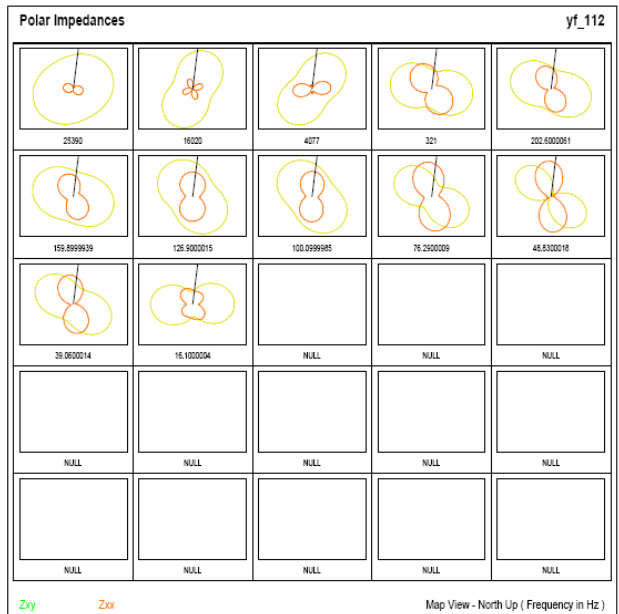 Polar Impedances yf_112
25390 16020 4077 321 202.6000061
159.8999939 126.9000015 100.0999985 76.2900009 48.8300018
39.0600014 16.1000004 NULL NULL NULL
NULL NULL NULL NULL NULL
NULL NULL NULL NULL NULL
Zxy Zxx Map View - North Up ( Frequency in Hz )